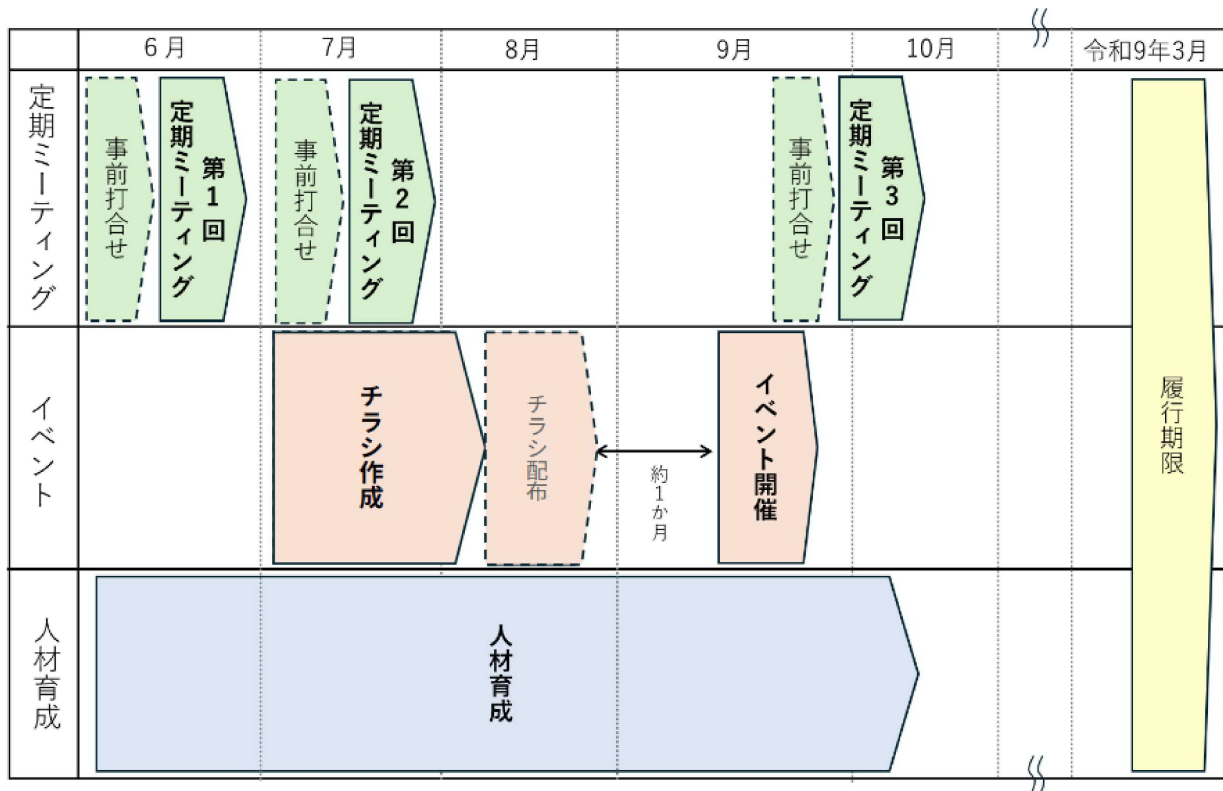 6月
7月
8月
9月
10月
令和9年3月
定期ミーティング
事前打合せ
第1回
定期ミーティング
事前打合せ
第2回
定期ミーティング
事前打合せ
第3回
定期ミーティング
イベント
チラシ作成
チラシ配布
約1か月
イベント開催
履行期限
人材育成
人材育成